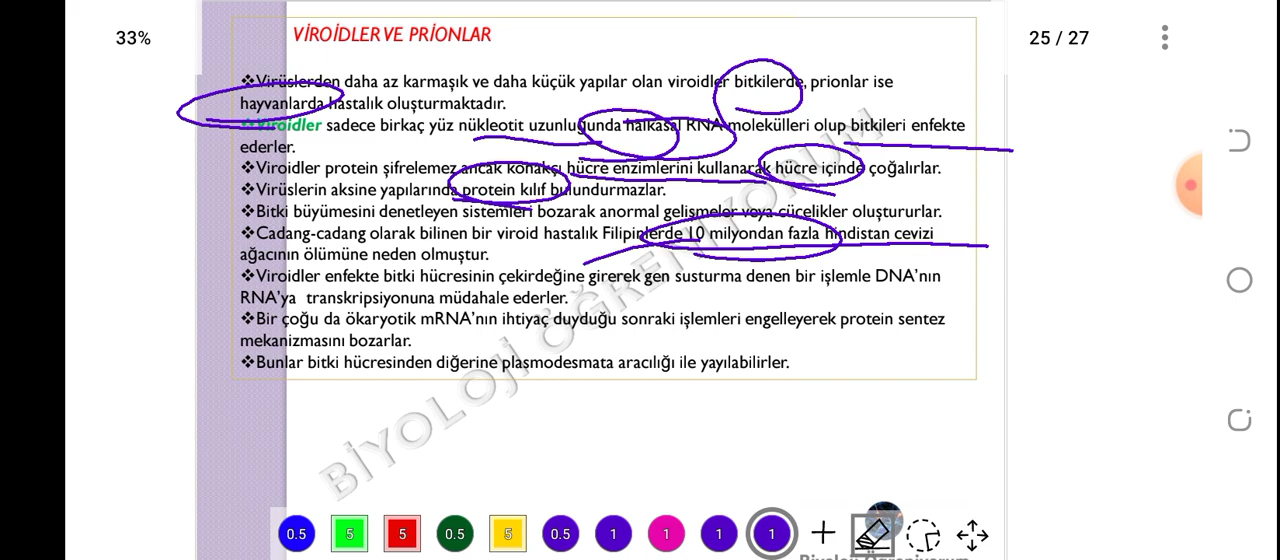 33%
25 / 27
VİROİDLER VE PRİONLAR
❖Virüslerden daha az karmaşık ve daha küçük yapılar olan viroidler bitkilerde, prionlar ise
hayvanlarda hastalık oluşturmaktadır.
❖Viroidler sadece birkaç yüz nükleotit uzunluğunda halkasal RNA molekülleri olup bitkileri enfekte
ederler.
❖Viroidler protein şifrelemez ancak konakçı hücre enzimlerini kullanarak hücre içinde çoğalırlar.
❖Virüslerin aksine yapılarında protein kılıf bulundurmazlar.
❖Bitki büyümesini denetleyen sistemleri bozarak anormal gelişmeler veya cücelikler oluştururlar.
❖Cadang-cadang olarak bilinen bir viroid hastalık Filipinlerde 10 milyondan fazla hindistan cevizi
ağacının ölümüne neden olmuştur.
❖Viroidler enfekte bitki hücresinin çekirdeğine girerek gen susturma denen bir işlemle DNA'nın
RNA'ya transkripsiyonuna müdahale ederler.
❖Bir çoğu da ökaryotik mRNA'nın ihtiyaç duyduğu sonraki işlemleri engelleyerek protein sentez
mekanizmasını bozarlar.
❖Bunlar bitki hücresinden diğerine plasmodesmata aracılığı ile yayılabilirler.
BİYOLOJİ ÖĞRENİYORUM
0.5 5 5 0.5 5 0.5 1 1 1 1
Biyoloji Öğreniyorum